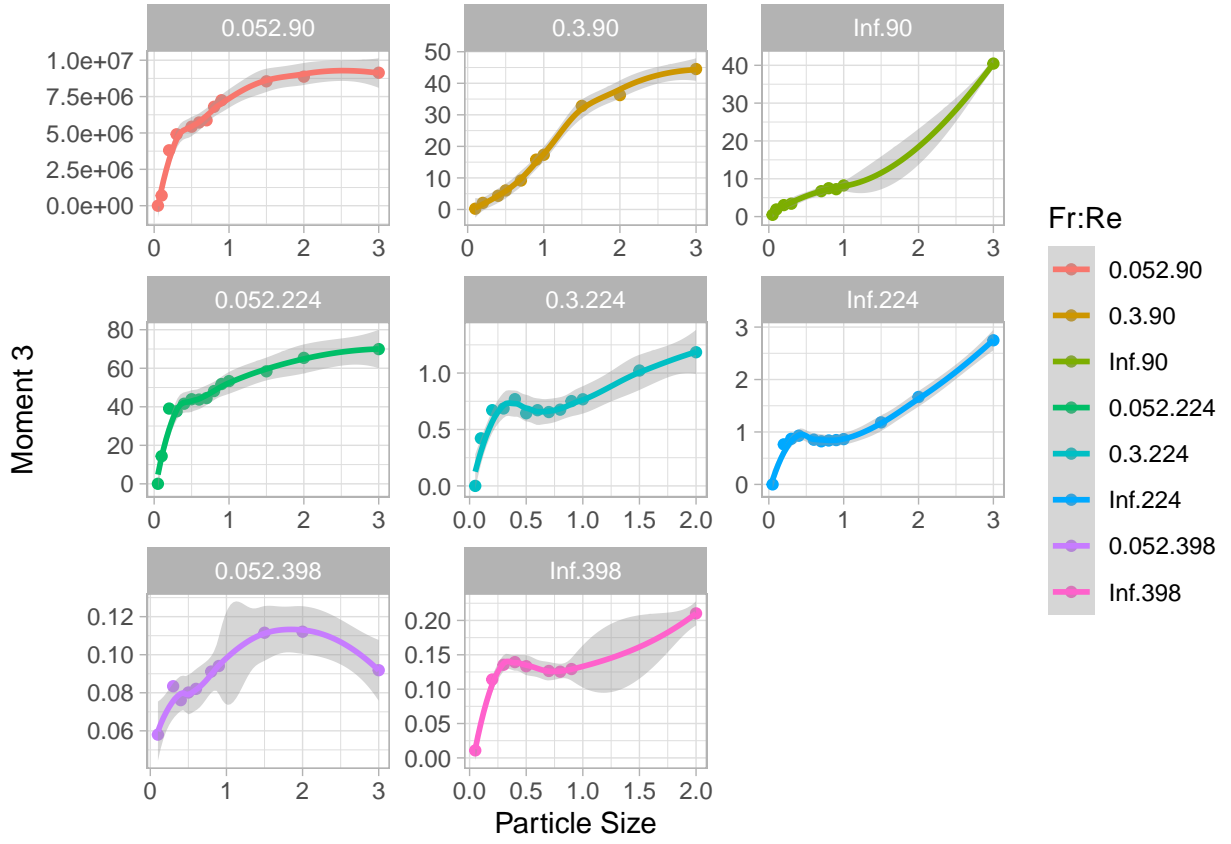 0.052.90
0.3.90
Inf.90
1.0e+07
7.5e+06
5.0e+06
2.5e+06
0.0e+00
0 1 2 3
50
40
30
20
10
0
0 1 2 3
40
30
20
10
0
0 1 2 3
0.052.224
0.3.224
Inf.224
80
60
40
20
0
0 1 2 3
1.0
0.5
0.0
0.0 0.5 1.0 1.5 2.0
3
2
1
0
0 1 2 3
0.052.398
Inf.398
0.12
0.10
0.08
0.06
0 1 2 3
0.20
0.15
0.10
0.05
0.00
0.0 0.5 1.0 1.5 2.0
Moment 3
Particle Size
Fr:Re
0.052.90
0.3.90
Inf.90
0.052.224
0.3.224
Inf.224
0.052.398
Inf.398